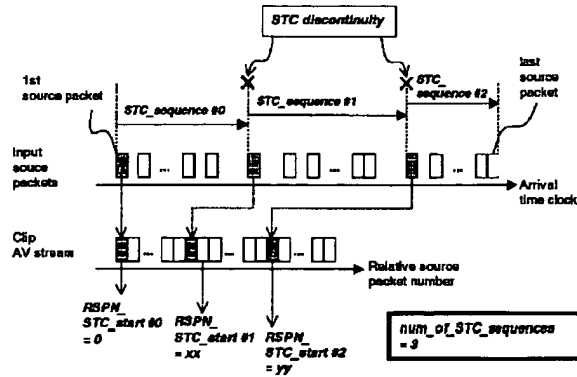 STC discontinuity
1st
source packet
last
source
packet
STC_sequence #0
STC_sequence #1
STC_
sequence #2
Input
souce
packets
...
...
...
Arrival
time clock
Clip
AV stream
...
...
...
Relative source
packet number
RSPN_
STC_start #0
= 0
RSPN_
STC_start #1
= xx
RSPN_
STC_start #2
= yy
num_of_STC_sequences
= 3